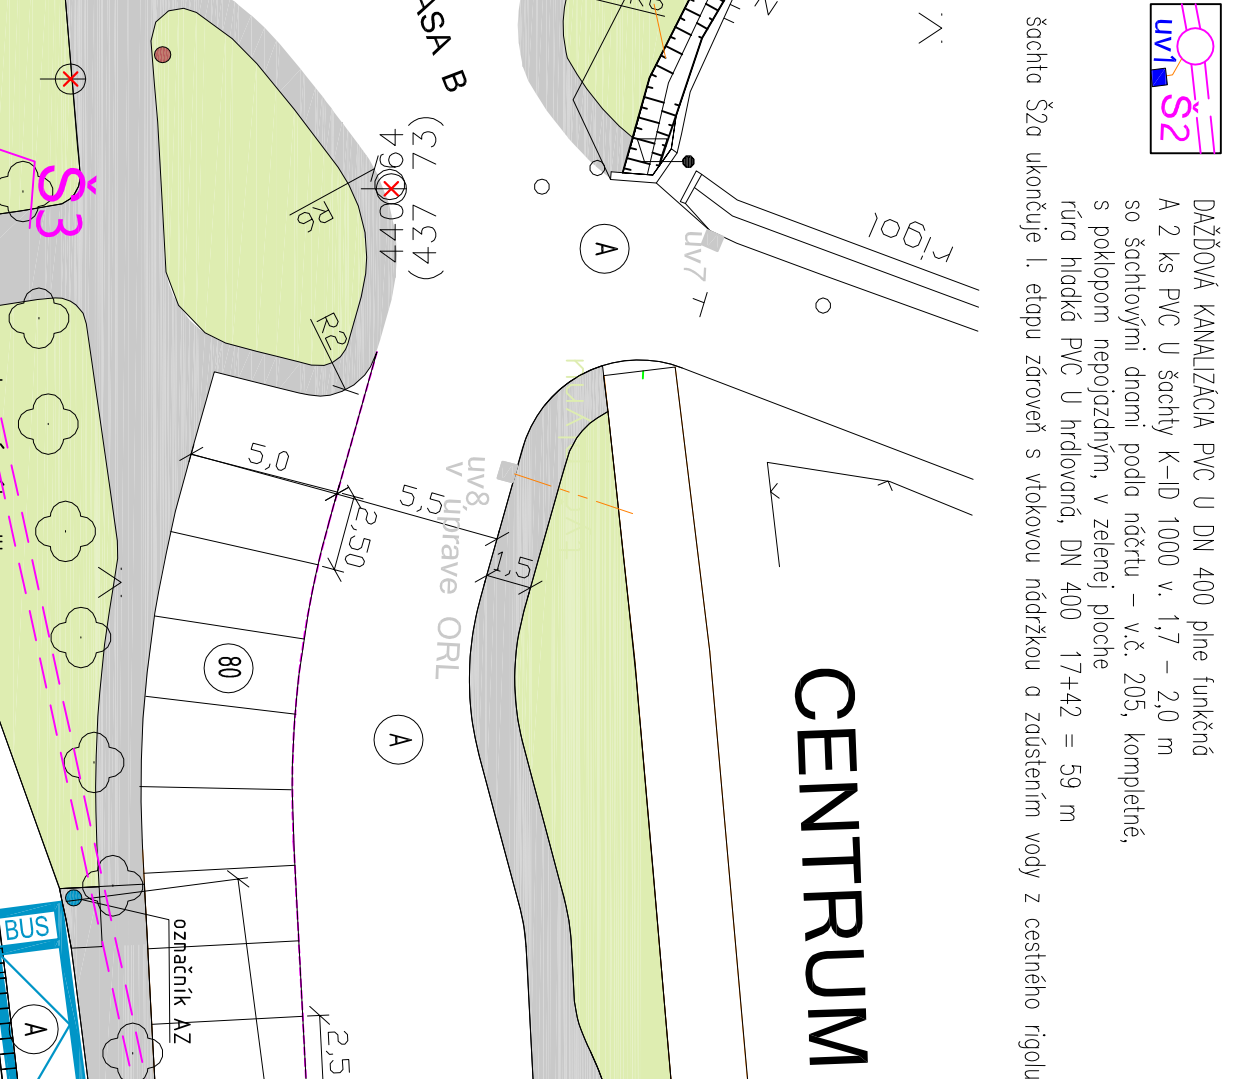 uv1
Š2
DAŽĎOVÁ KANALIZÁCIA PVC U DN 400 plne funkčná
A 2 ks PVC U šachty K-ID 1000 v. 1,7 - 2,0 m
so šachtovými dnami podla náčrtu - v.č. 205, kompletné,
s poklopom nepojazdným, v zelenej ploche
rúra hladká PVC U hrdlovaná, DN 400 17+42 = 59 m
šachta Š2a ukončuje I. etapu zároveň s vtokovou nádržkou a zaústením vody z cestného rigolu
rigol
uv7
CENTRUM
ASA B
(437 73)
A
R6
R2
Š3
5,0
5,5
2,50
1,5
uv8,
v úprave ORL
80
A
označník AZ
BUS
A
2,5